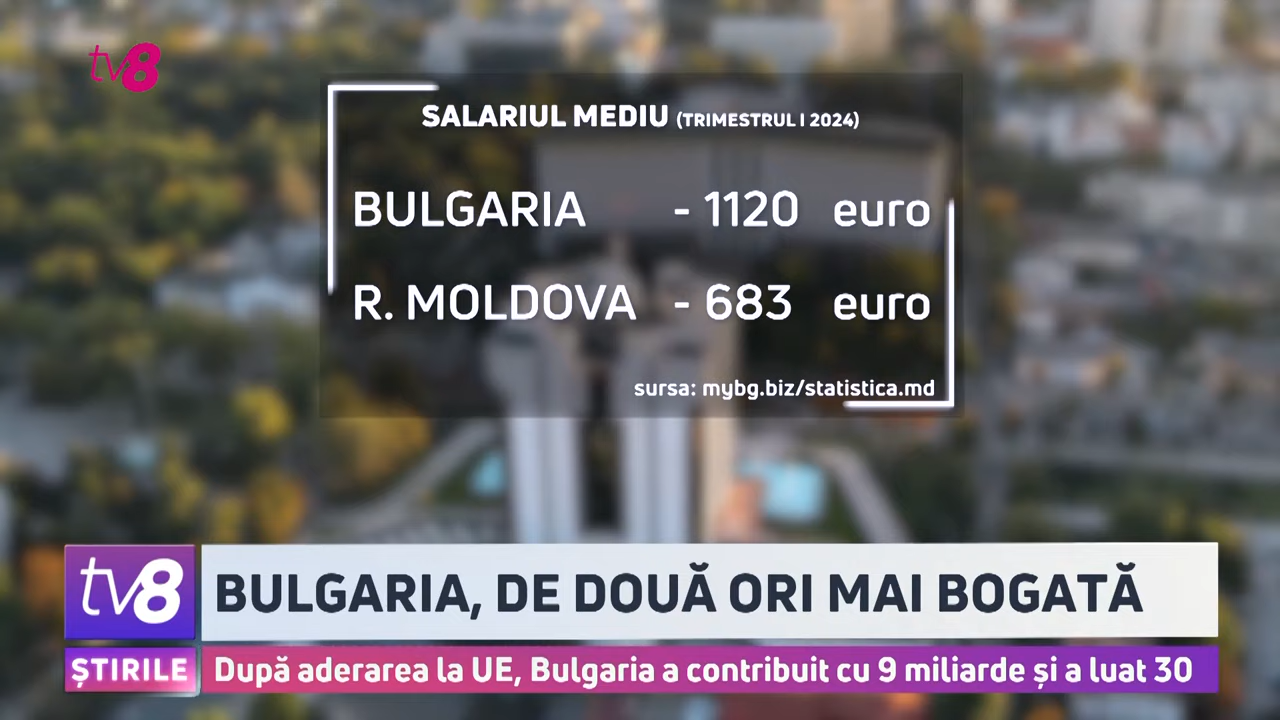 tv8
SALARIUL MEDIU (TRIMESTRUL I 2024)
BULGARIA - 1120 euro
R. MOLDOVA - 683 euro
sursa: mybg.biz/statistica.md
tv8
BULGARIA, DE DOUĂ ORI MAI BOGATĂ
ȘTIRILE
După aderarea la UE, Bulgaria a contribuit cu 9 miliarde și a luat 30